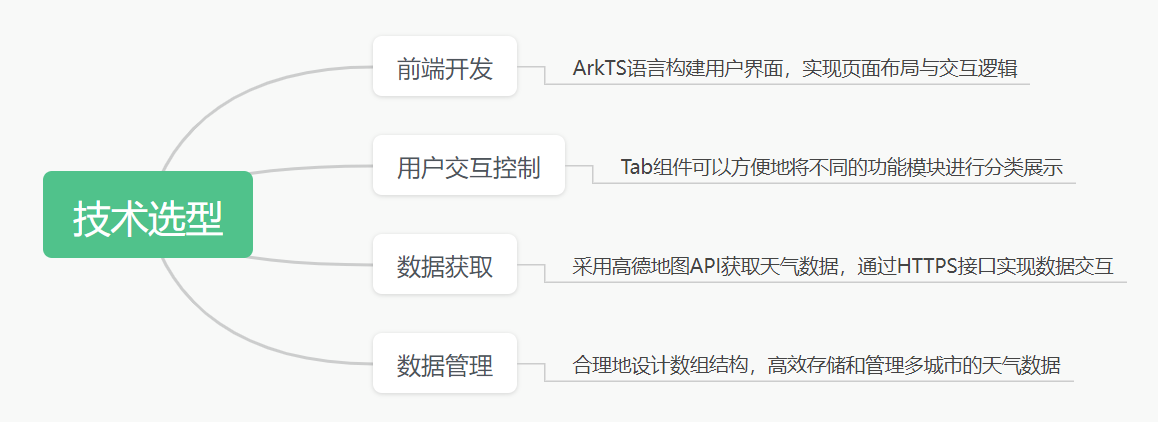 技术选型
前端开发
ArkTS语言构建用户界面，实现页面布局与交互逻辑
用户交互控制
Tab组件可以方便地将不同的功能模块进行分类展示
数据获取
采用高德地图API获取天气数据，通过HTTPS接口实现数据交互
数据管理
合理地设计数组结构，高效存储和管理多城市的天气数据